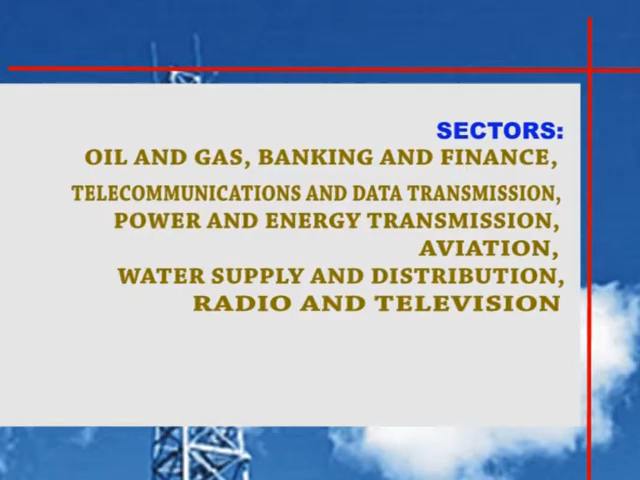 SECTORS:
OIL AND GAS, BANKING AND FINANCE,
TELECOMMUNICATIONS AND DATA TRANSMISSION,
POWER AND ENERGY TRANSMISSION,
AVIATION,
WATER SUPPLY AND DISTRIBUTION,
RADIO AND TELEVISION